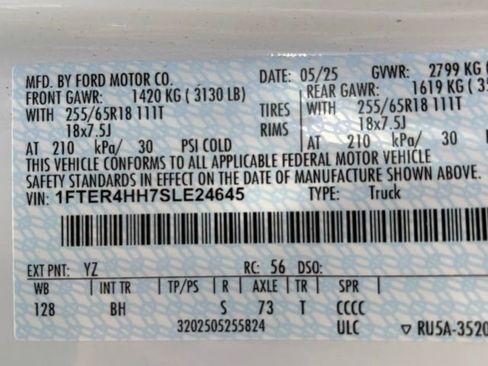 MFD. BY FORD MOTOR CO. DATE: 05/25 GVWR: 2799 KG (
FRONT GAWR: 1420 KG ( 3130 LB) REAR GAWR: 1619 KG ( 35
WITH 255/65R18 111T TIRES WITH 255/65R18 111T
18x7.5J RIMS 18x7.5J
AT 210 kPa/ 30 PSI COLD AT 210 kPa/ 30
THIS VEHICLE CONFORMS TO ALL APPLICABLE FEDERAL MOTOR VEHICLE
SAFETY STANDARDS IN EFFECT ON THE DATE OF MANUFACTURE SHOWN ABOVE.
VIN: 1FTER4HH7SLE24645 TYPE: Truck
EXT PNT: YZ RC: 56 DSO:
WB INT TR TP/PS R AXLE TR SPR
128 BH S 73 T CCCC
3202505255824 ULC ▽ RU5A-3520